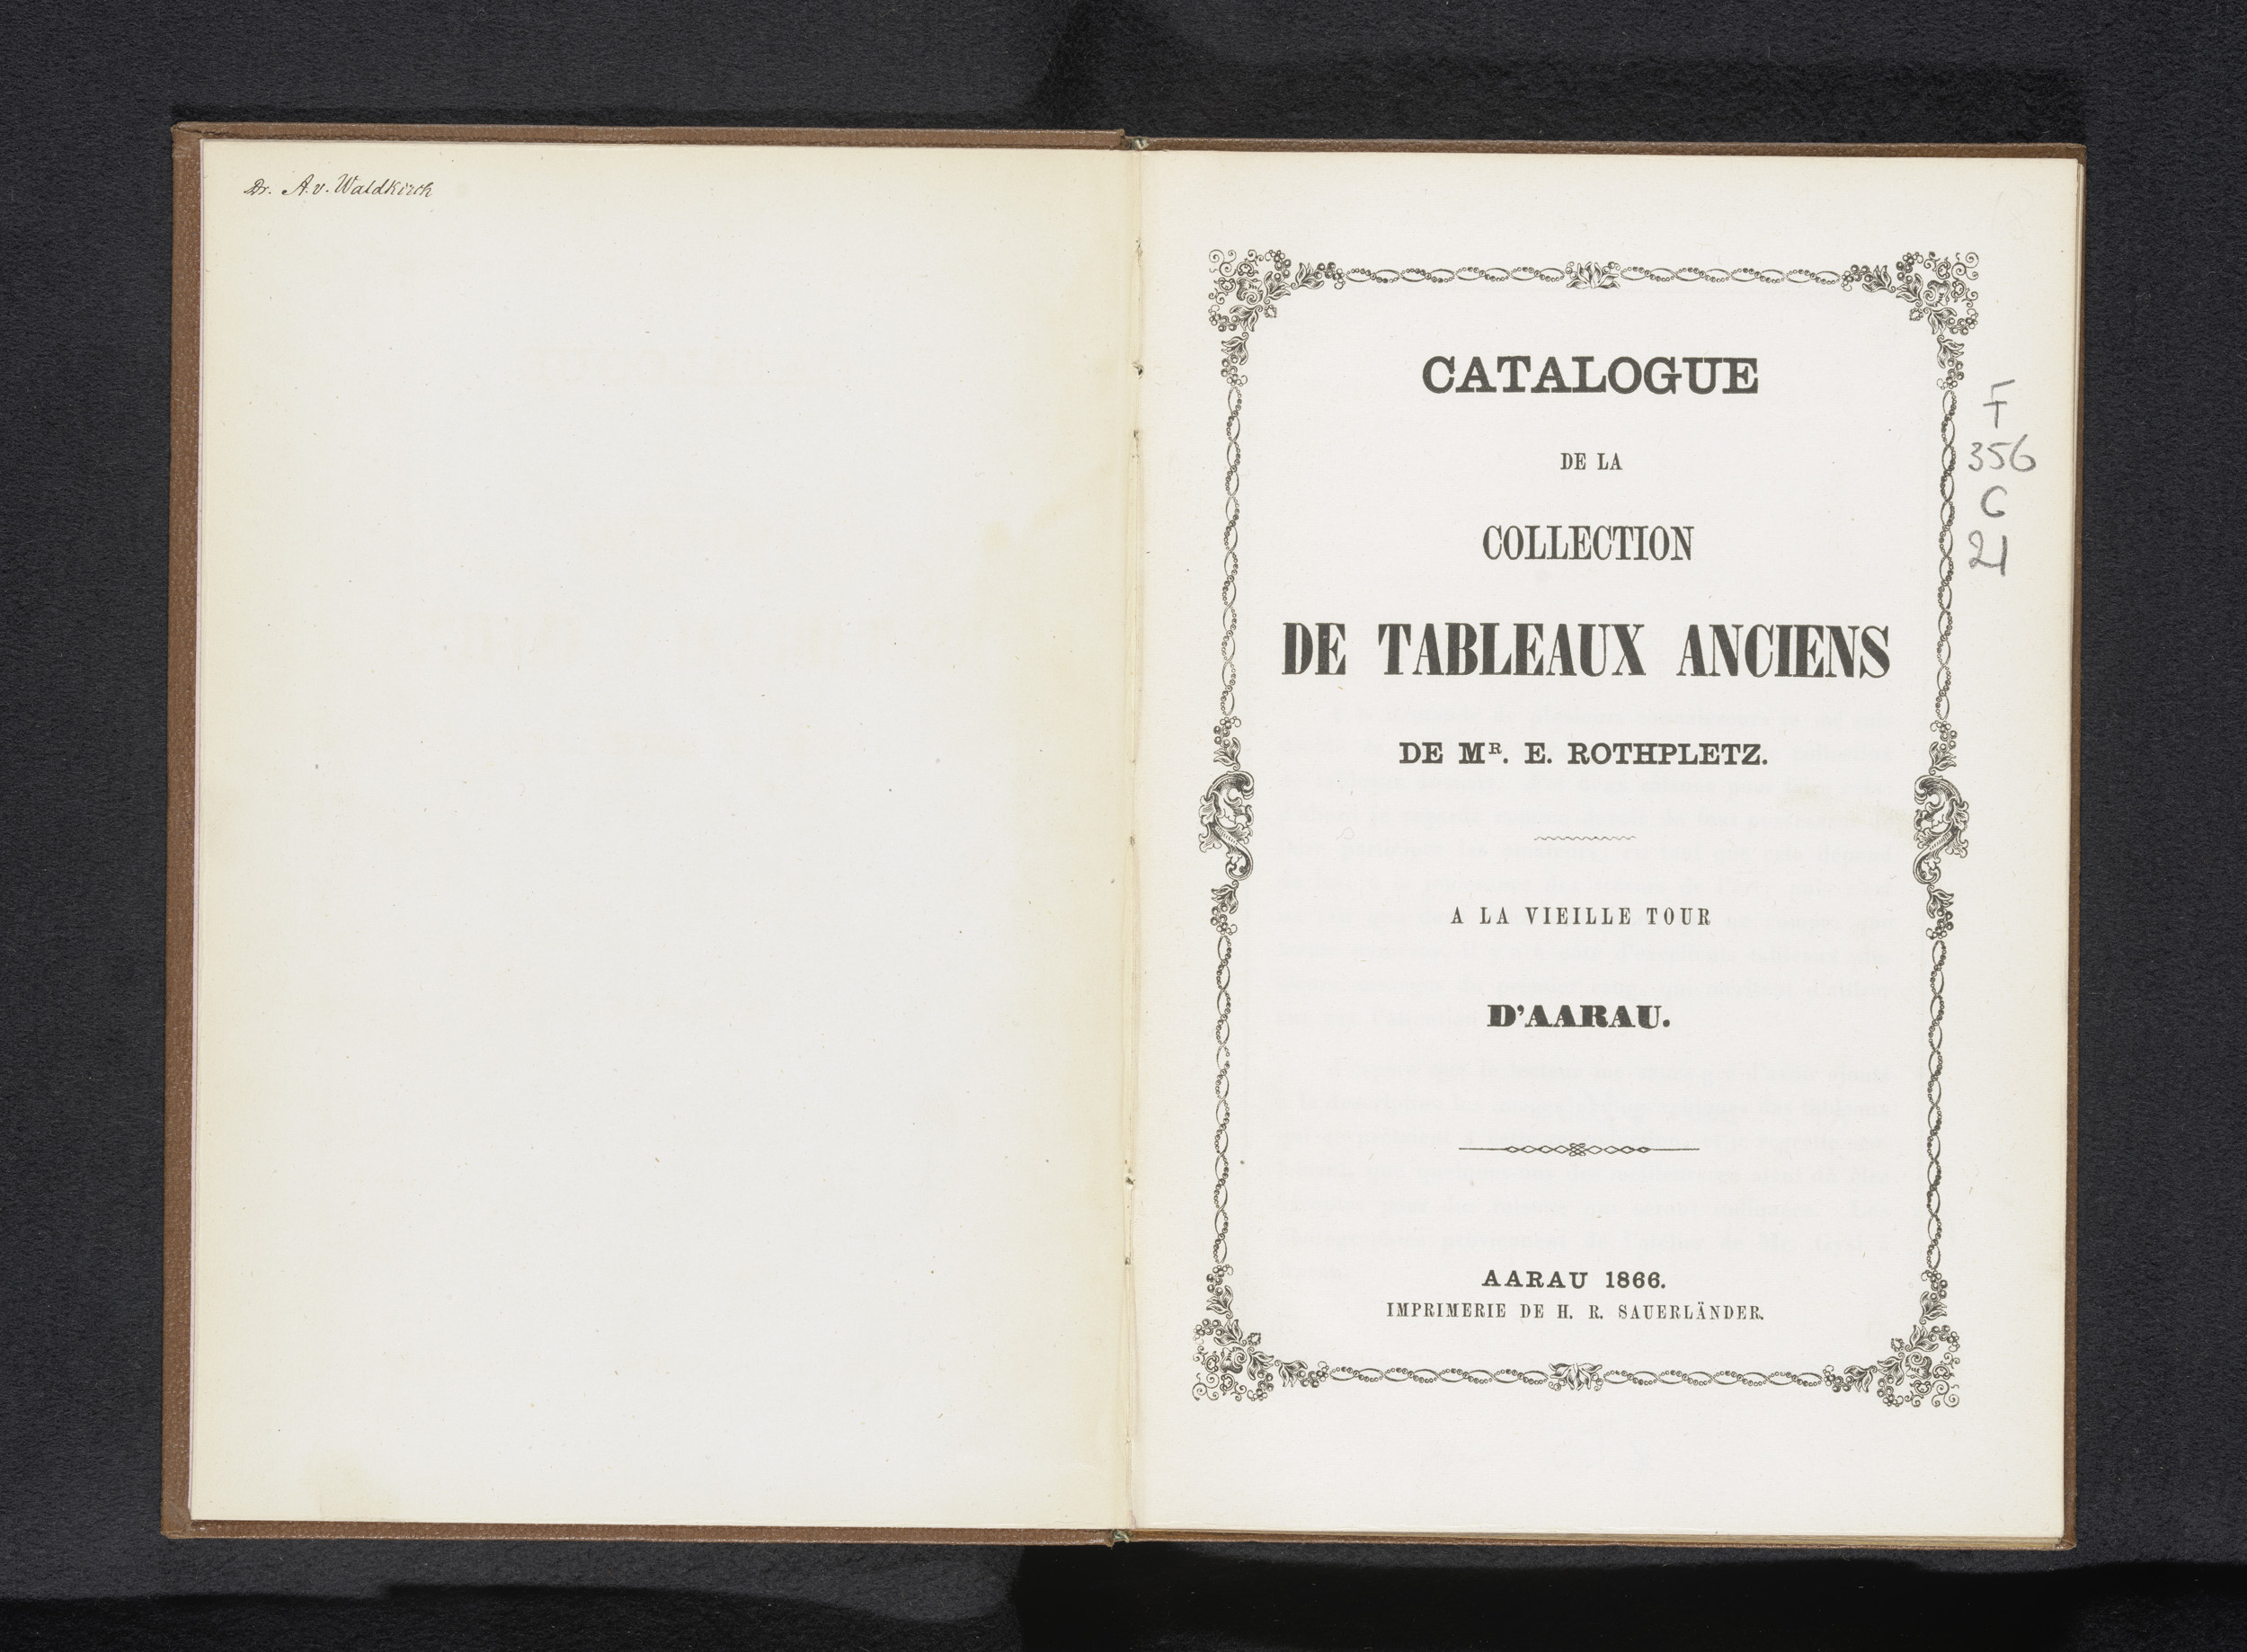 Dr. A. v. Waldkirch
CATALOGUE
DE LA
COLLECTION
DE TABLEAUX ANCIENS
DE MR. E. ROTHPLETZ.
A LA VIEILLE TOUR
D'AARAU.
AARAU 1866.
IMPRIMERIE DE H. R. SAUERLÄNDER.
F
356
C
21